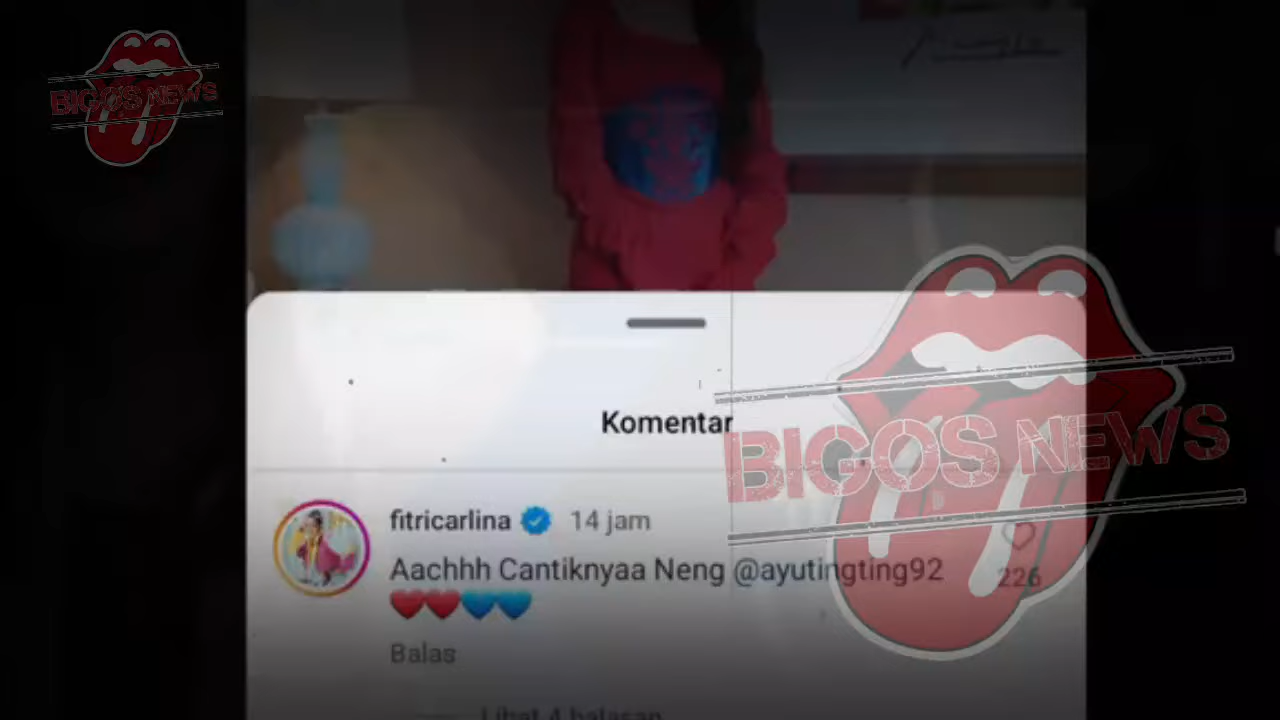 BIGOS NEWS
Komentar
BIGOS NEWS
fitricarlina 14 jam
Aachhh Cantiknyaa Neng @ayutingting92
226
Balas
Lihat 4 balasan